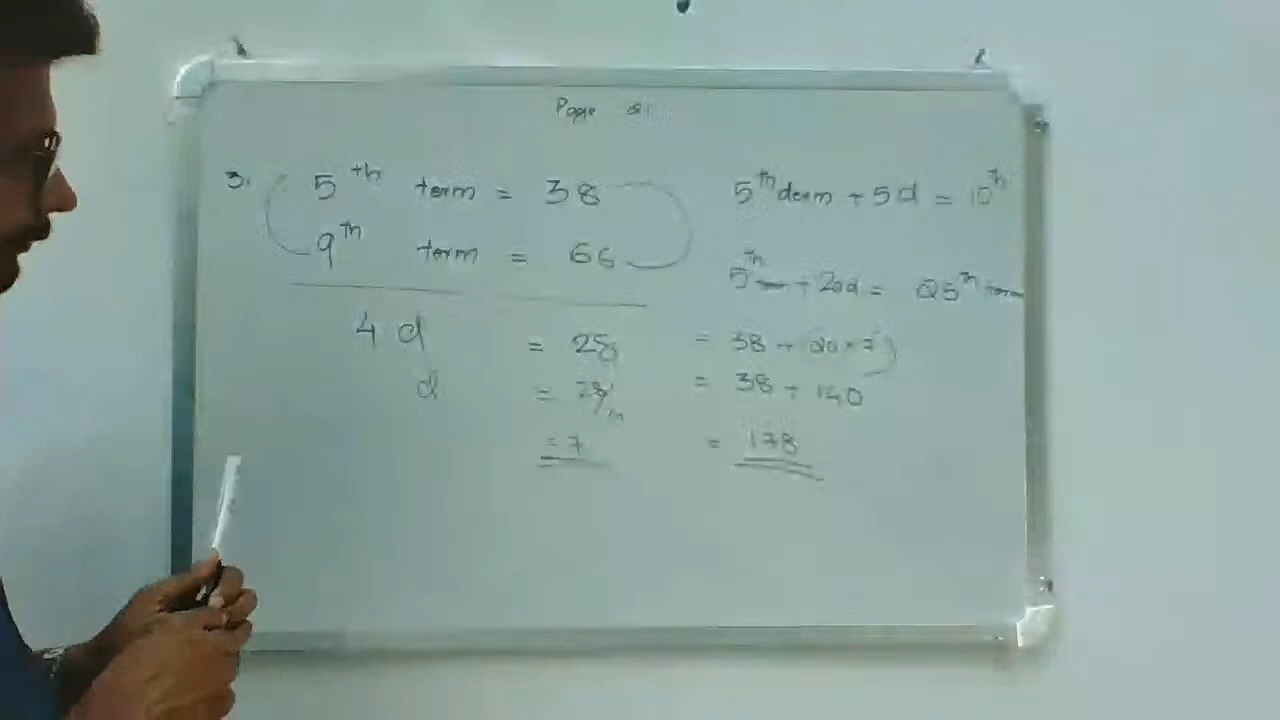 Page 21
3. 5th term = 38
9th term = 66
4d = 28
d = 28/4
= 7
5th term + 5d = 10th
5th + 20d = 25th term
= 38 + (20 × 7)
= 38 + 140
= 178